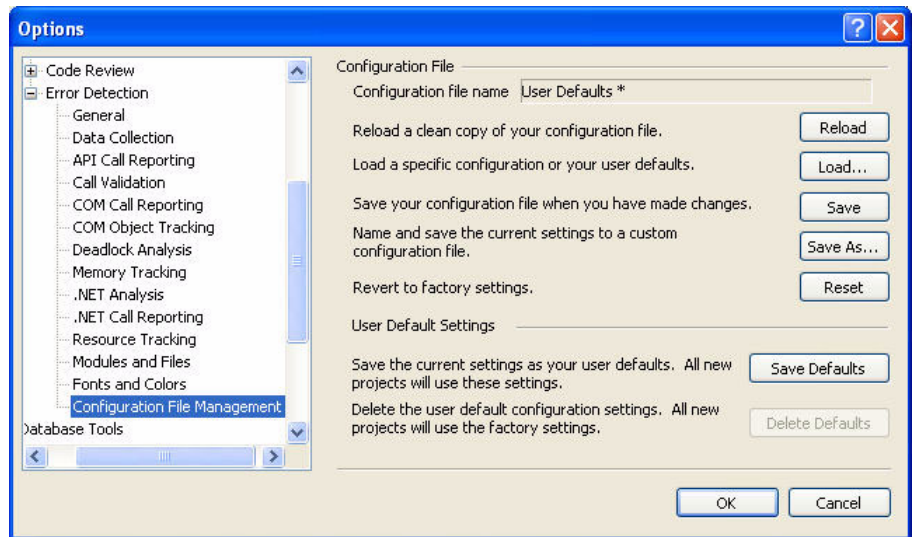 Options
Code Review
Error Detection
General
Data Collection
API Call Reporting
Call Validation
COM Call Reporting
COM Object Tracking
Deadlock Analysis
Memory Tracking
.NET Analysis
.NET Call Reporting
Resource Tracking
Modules and Files
Fonts and Colors
Configuration File Management
Database Tools
Configuration File
Configuration file name User Defaults *
Reload a clean copy of your configuration file. Reload
Load a specific configuration or your user defaults. Load...
Save your configuration file when you have made changes. Save
Name and save the current settings to a custom
configuration file. Save As...
Revert to factory settings. Reset
User Default Settings
Save the current settings as your user defaults. All new
projects will use these settings. Save Defaults
Delete the user default configuration settings. All new
projects will use the factory settings. Delete Defaults
OK Cancel